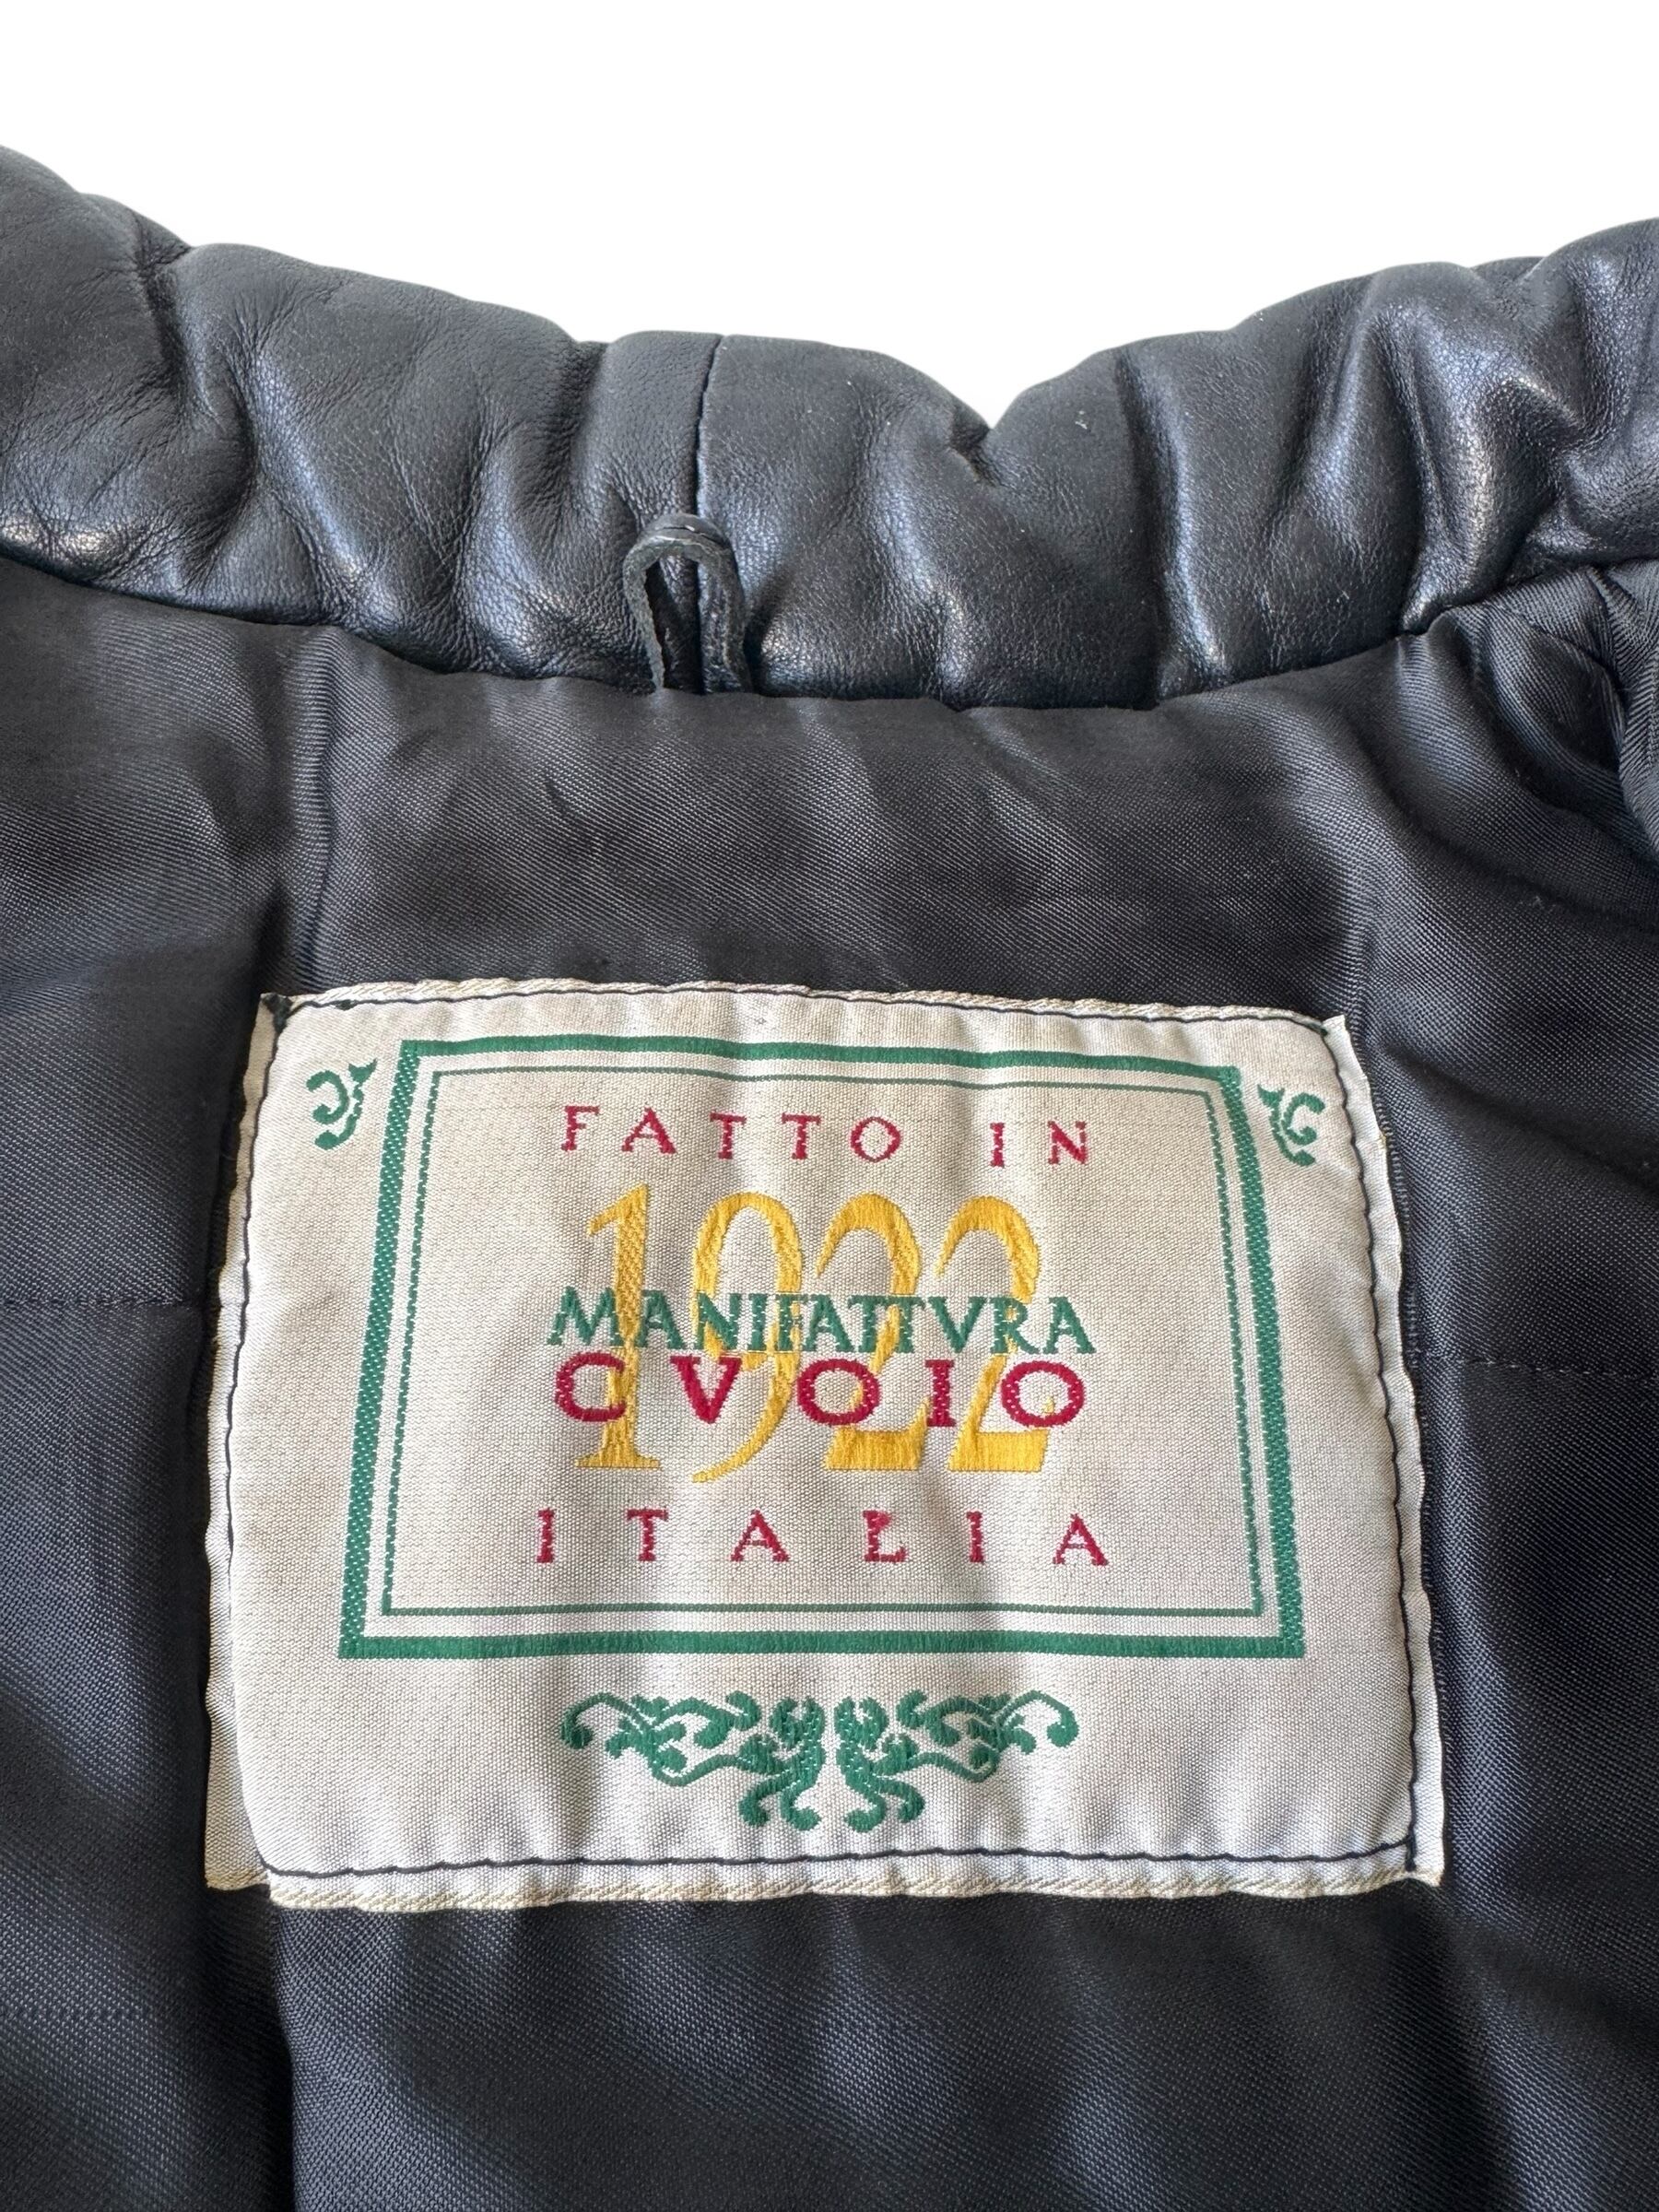 FATTO IN
1922
MANIFATTVRA
CVOIO
ITALIA